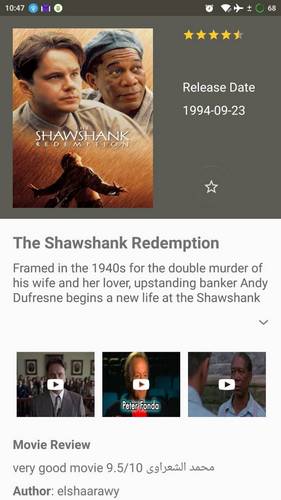 10:47
68
Release Date
1994-09-23
THE
SHAWSHANK
REDEMPTION
The Shawshank Redemption
Framed in the 1940s for the double murder of
his wife and her lover, upstanding banker Andy
Dufresne begins a new life at the Shawshank
Peter Fonda
Movie Review
very good movie 9.5/10 محمد الشعراوى
Author: elshaarawy